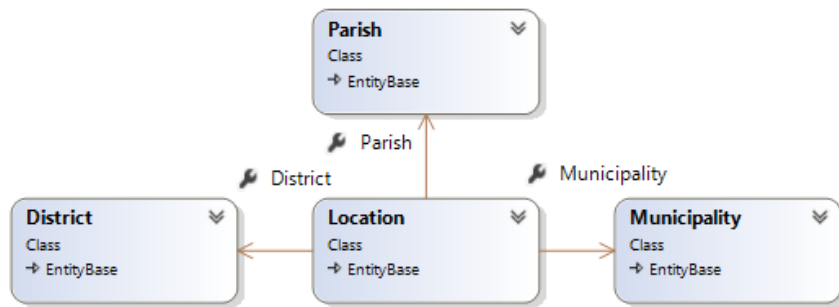 Parish
Class
EntityBase
Parish
District
Municipality
District
Class
EntityBase
Location
Class
EntityBase
Municipality
Class
EntityBase